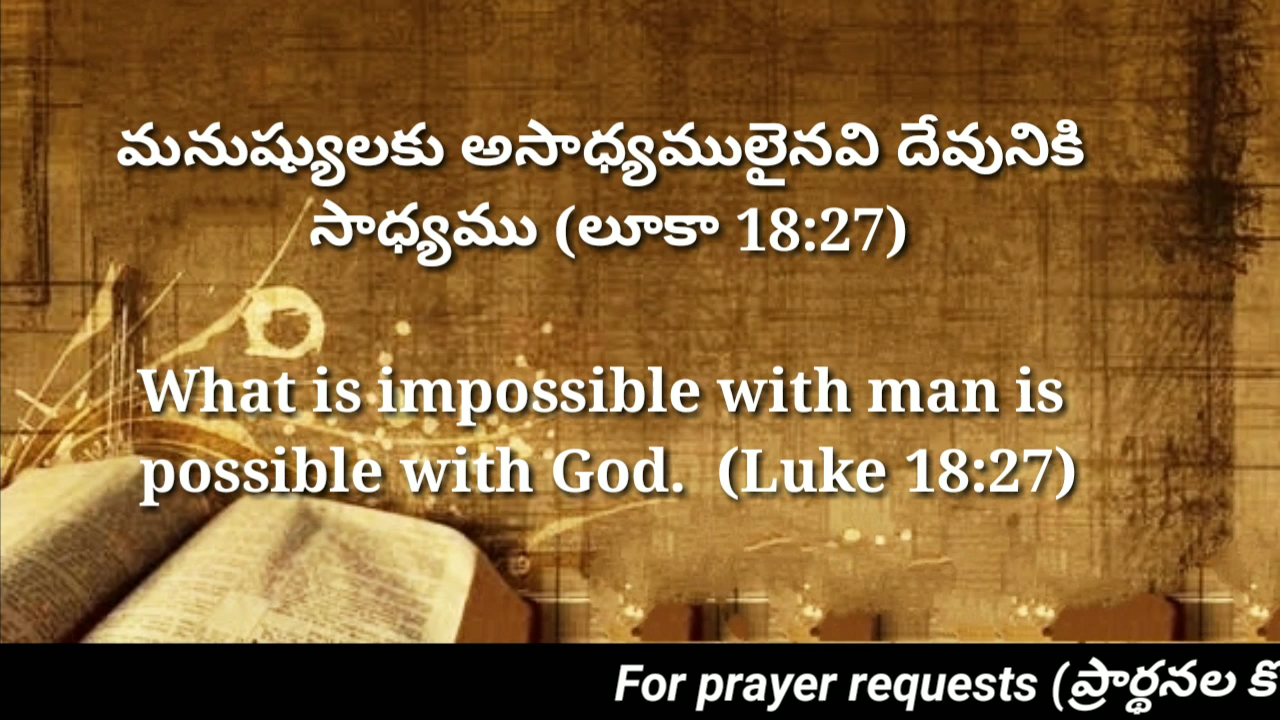 మనుష్యులకు అసాధ్యములైనవి దేవునికి
సాధ్యము (లూకా 18:27)
What is impossible with man is
possible with God. (Luke 18:27)
For prayer requests (ప్రార్థనల